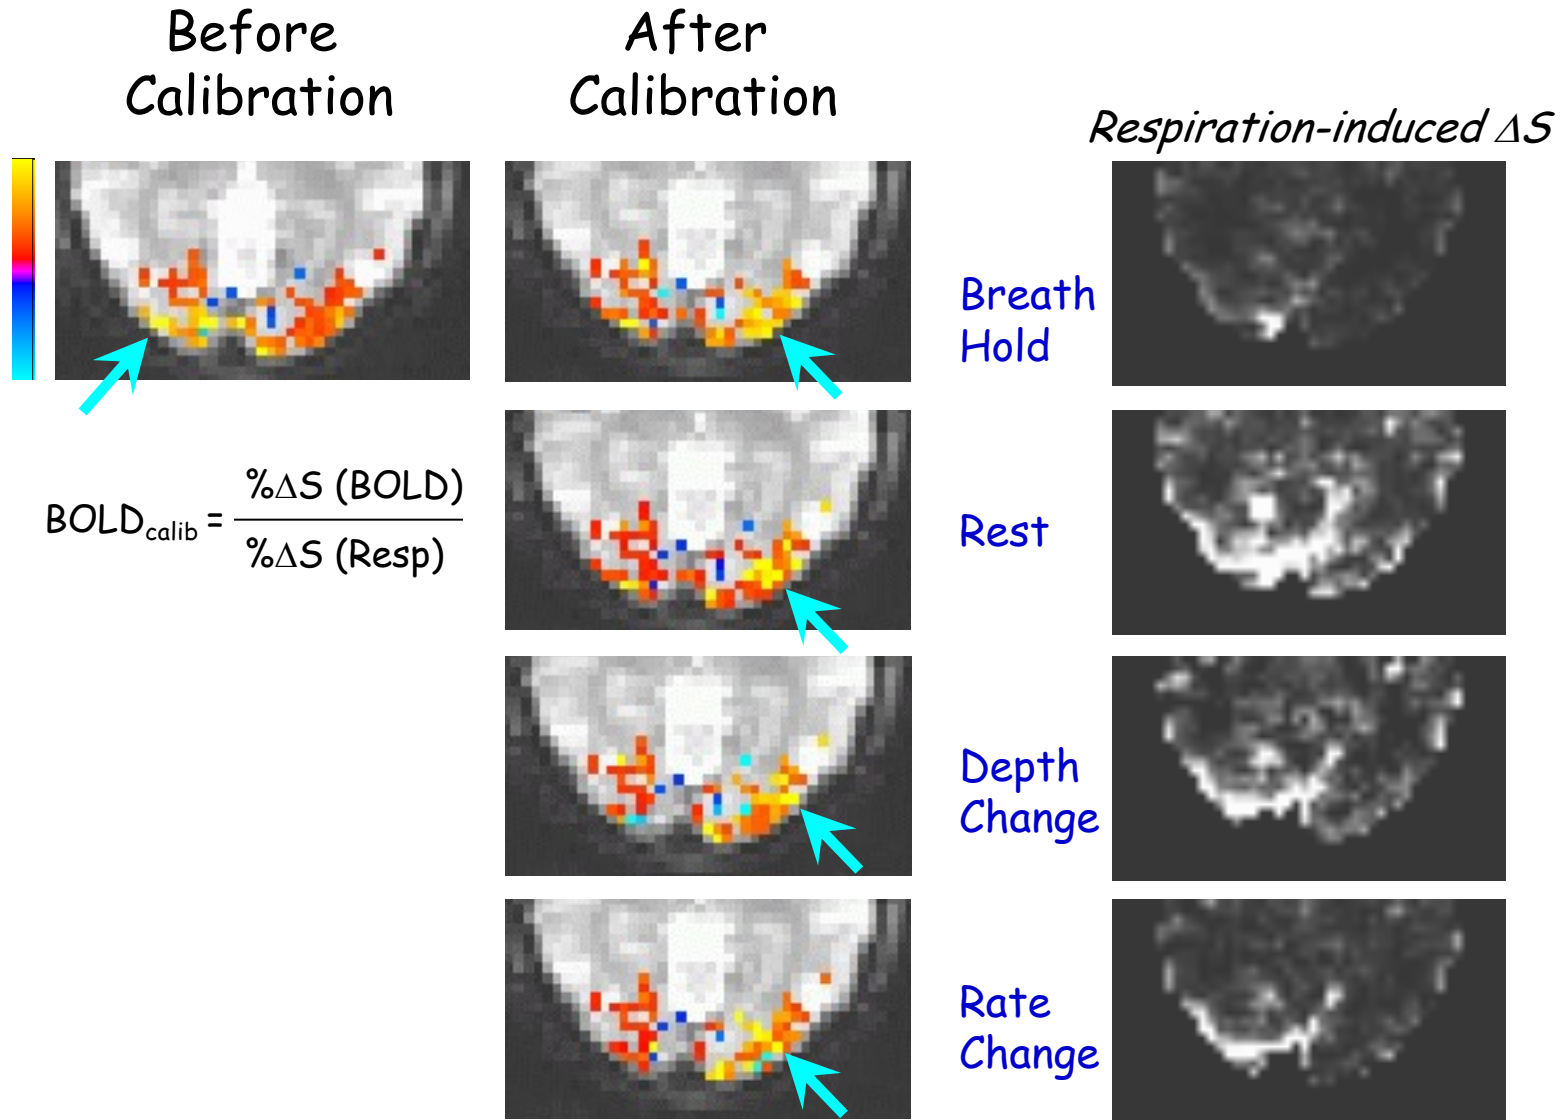 Before
Calibration
After
Calibration
Respiration-induced ΔS
Breath
Hold
BOLDcalib = %ΔS (BOLD)
%ΔS (Resp)
Rest
Depth
Change
Rate
Change